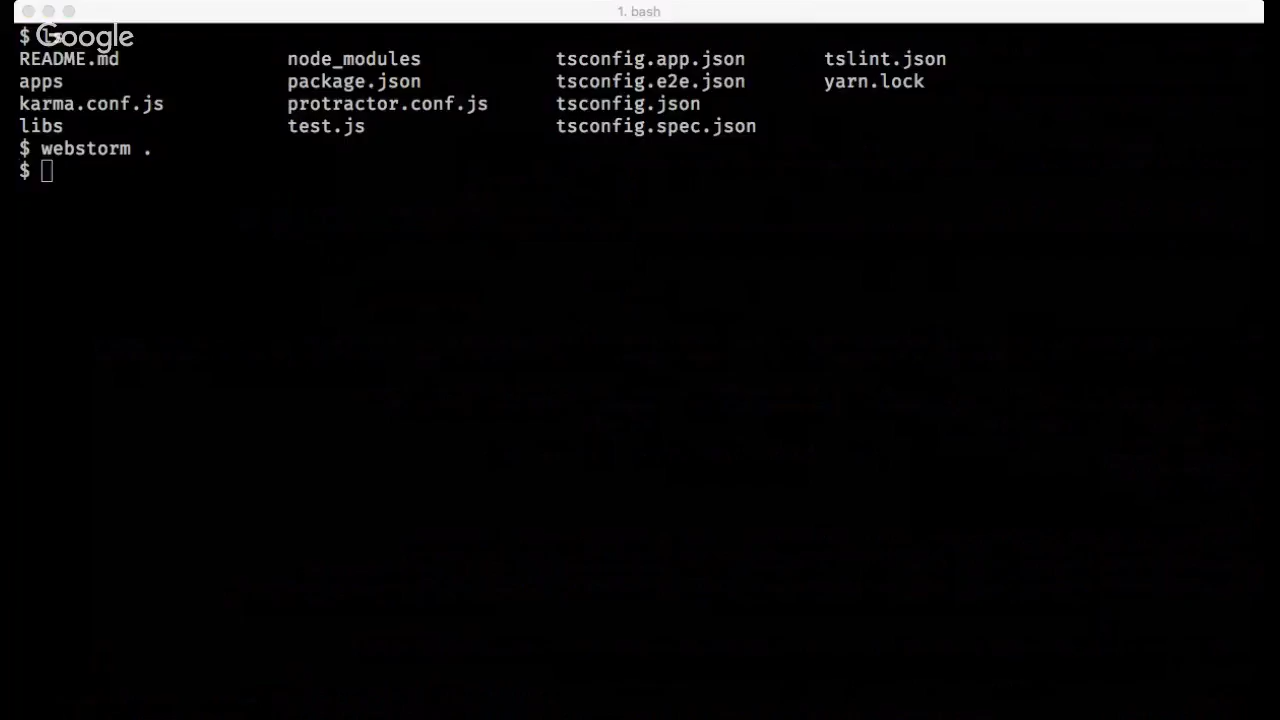 1. bash
$ ls
Google
README.md node_modules tsconfig.app.json tslint.json
apps package.json tsconfig.e2e.json yarn.lock
karma.conf.js protractor.conf.js tsconfig.json
libs test.js tsconfig.spec.json
$ webstorm .
$